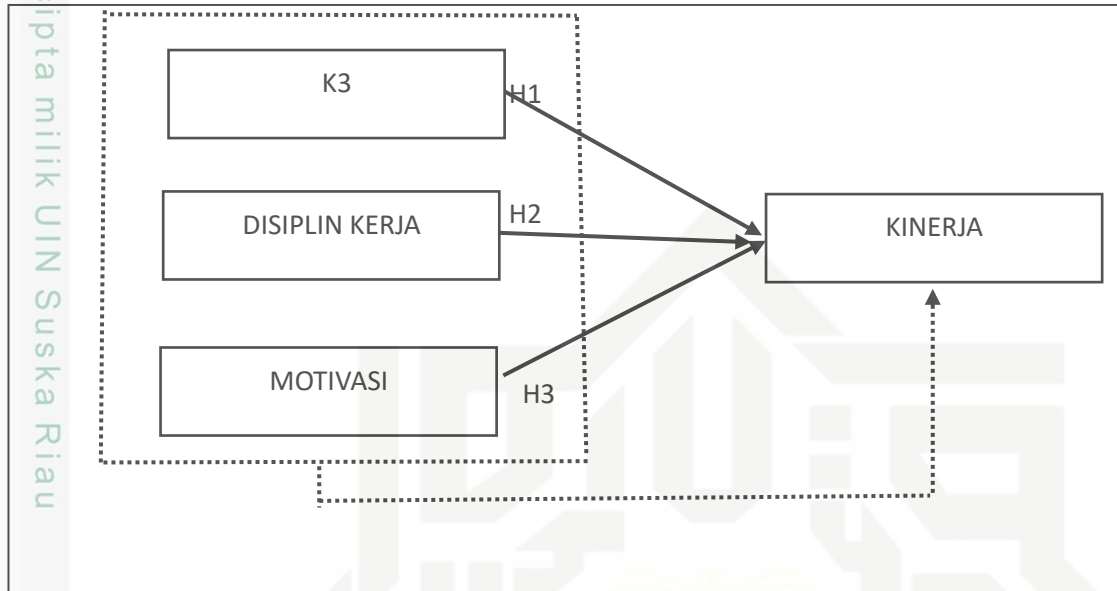 K3
H1
DISIPLIN KERJA
H2
KINERJA
MOTIVASI
H3
ipta milik UIN Suska Riau